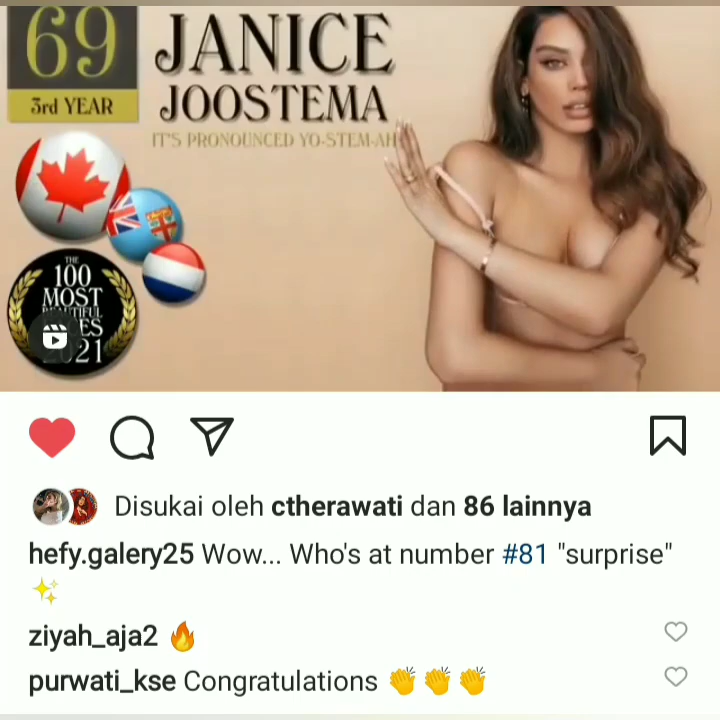 69
3rd YEAR
JANICE
JOOSTEMA
IT'S PRONOUNCED YO-STEM-AH
THE
100
MOST
21
Disukai oleh ctherawati dan 86 lainnya
hefy.galery25 Wow... Who's at number #81 "surprise"
✨
ziyah_aja2 🔥
purwati_kse Congratulations 👏 👏 👏